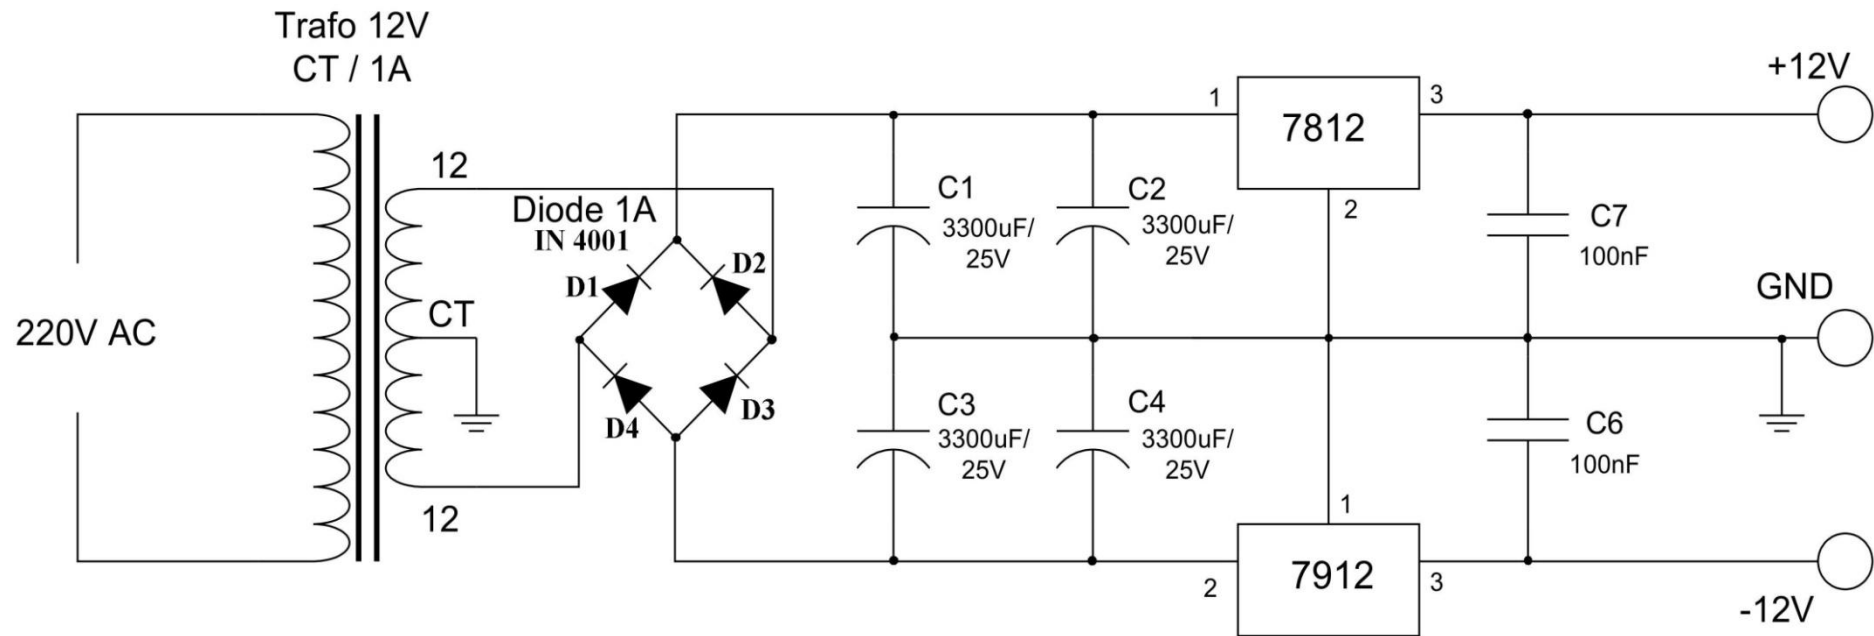 Trafo 12V
CT / 1A
220V AC
12
CT
12
Diode 1A
IN 4001
D1
D2
D3
D4
C1
3300uF/
25V
C2
3300uF/
25V
C3
3300uF/
25V
C4
3300uF/
25V
1
7812
3
2
1
7912
2
3
C7
100nF
C6
100nF
+12V
GND
-12V